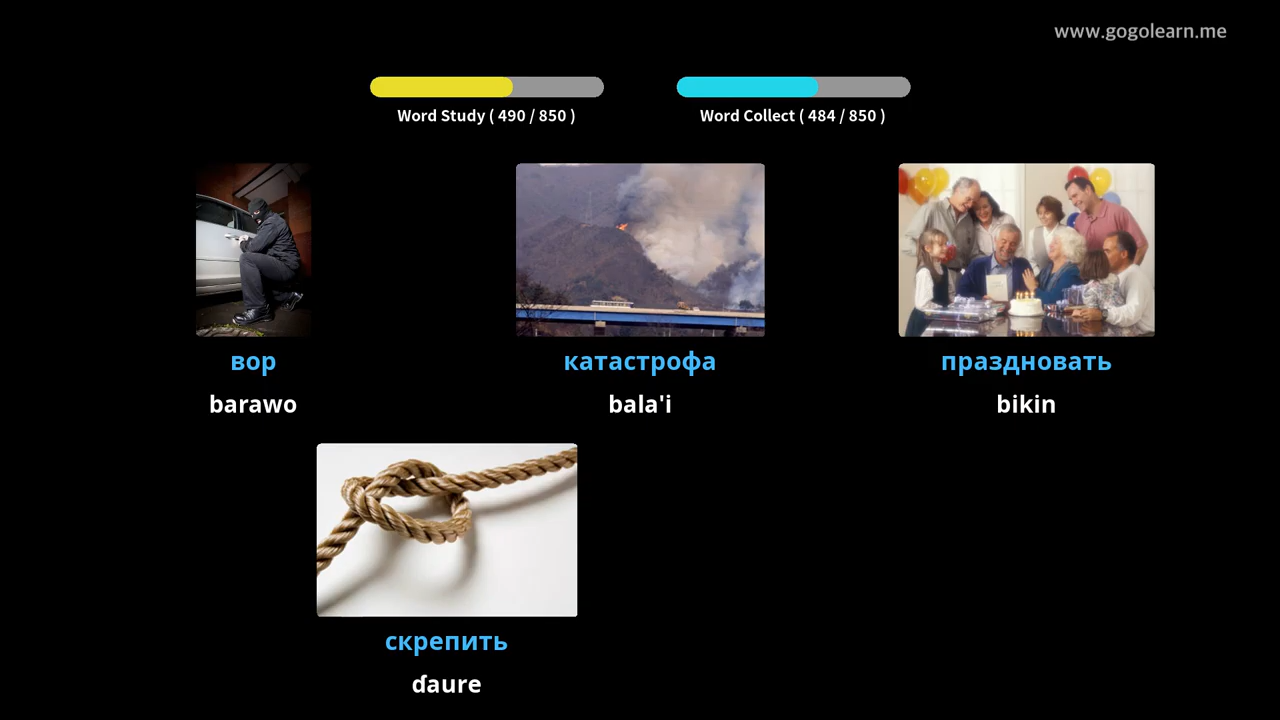 www.gogolearn.me
Word Study ( 490 / 850 )
Word Collect ( 484 / 850 )
вор
катастрофа
праздновать
barawo
bala'i
bikin
скрепить
ɗaure